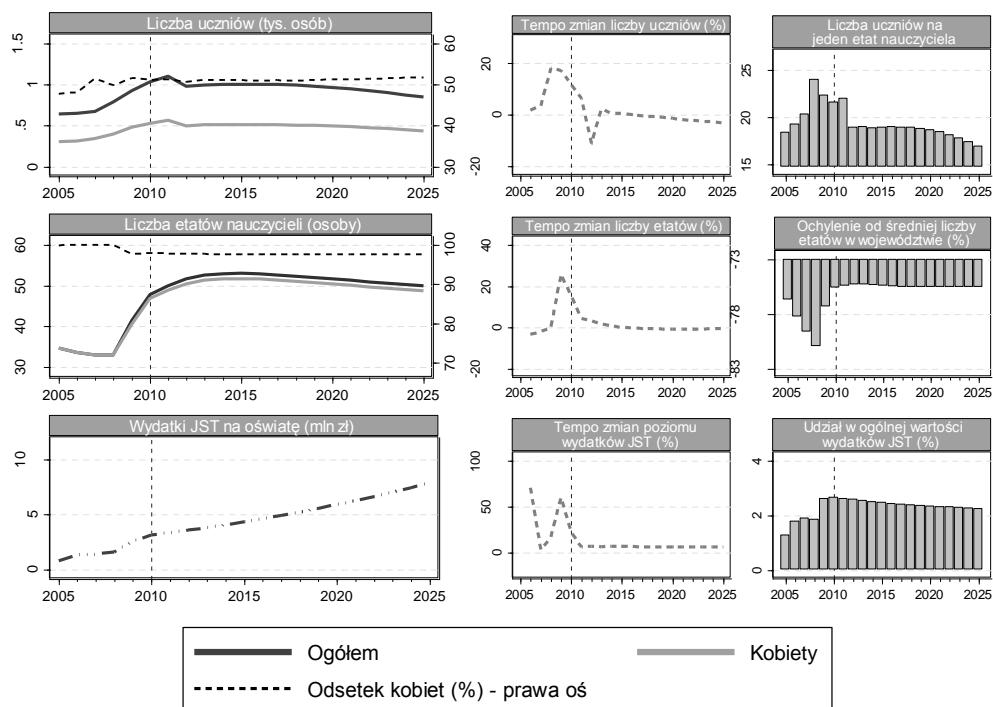 Liczba uczniów (tys. osób)
1.5
1
.5
0
60
50
40
30
2005 2010 2015 2020 2025
Tempo zmian liczby uczniów (%)
20
0
-20
2005 2010 2015 2020 2025
Liczba uczniów na
jeden etat nauczyciela
25
20
15
2005 2010 2015 2020 2025
Liczba etatów nauczycieli (osoby)
60
50
40
30
100
90
80
70
2005 2010 2015 2020 2025
Tempo zmian liczby etatów (%)
40
20
0
-20
2005 2010 2015 2020 2025
Ochylenie od średniej liczby
etatów w województwie (%)
-73
-78
-83
2005 2010 2015 2020 2025
Wydatki JST na oświatę (mln zł)
10
5
0
2005 2010 2015 2020 2025
Tempo zmian poziomu
wydatków JST (%)
100
50
0
2005 2010 2015 2020 2025
Udział w ogólnej wartości
wydatków JST (%)
4
2
0
2005 2010 2015 2020 2025
Ogółem
Kobiety
Odsetek kobiet (%) - prawa oś